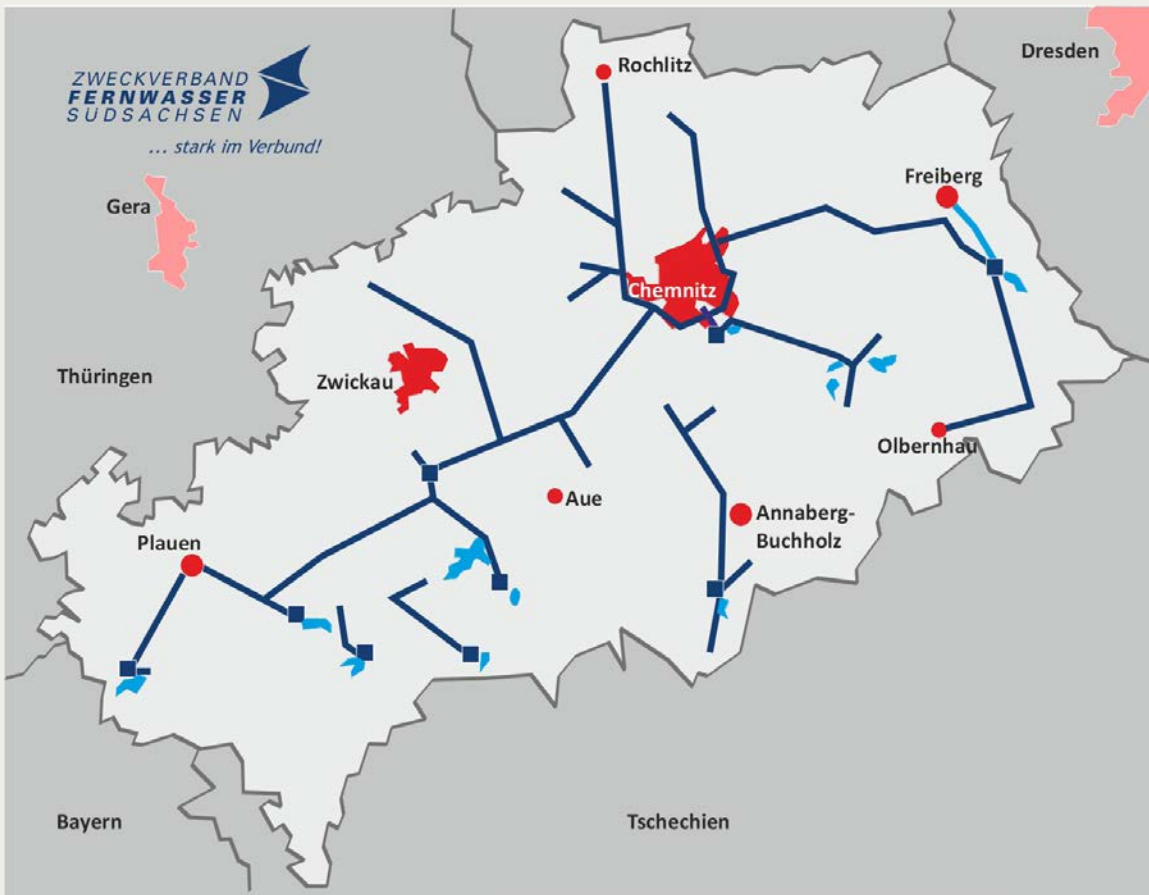 ZWECKVERBAND
FERNWASSER
SÜDSACHSEN
... stark im Verbund!
Rochlitz
Dresden
Freiberg
Gera
Chemnitz
Thüringen
Zwickau
Olbernhau
Aue
Annaberg-
Buchholz
Plauen
Bayern
Tschechien